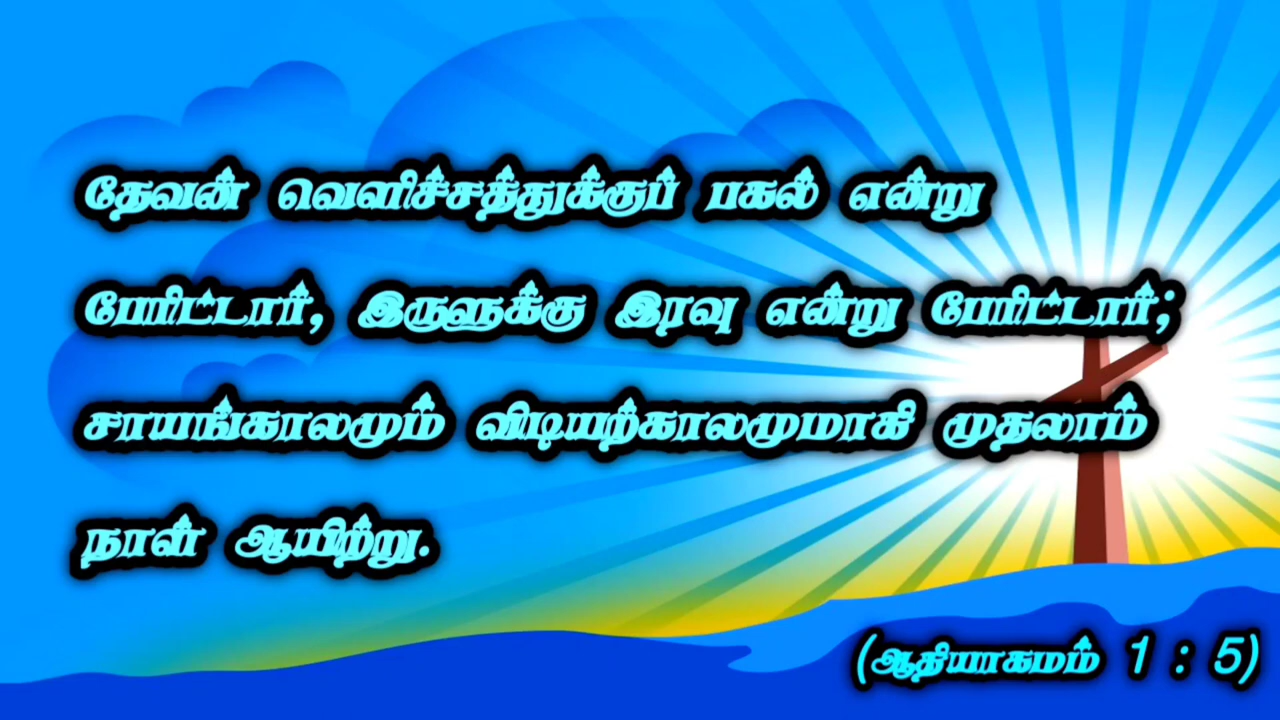 தேவன் வெளிச்சத்துக்குப் பகல் என்று
பேரிட்டார், இருளுக்கு இரவு என்று பேரிட்டார்;
சாயங்காலமும் விடியற்காலமுமாகி முதலாம்
நாள் ஆயிற்று.
(ஆதியாகமம் 1 : 5)